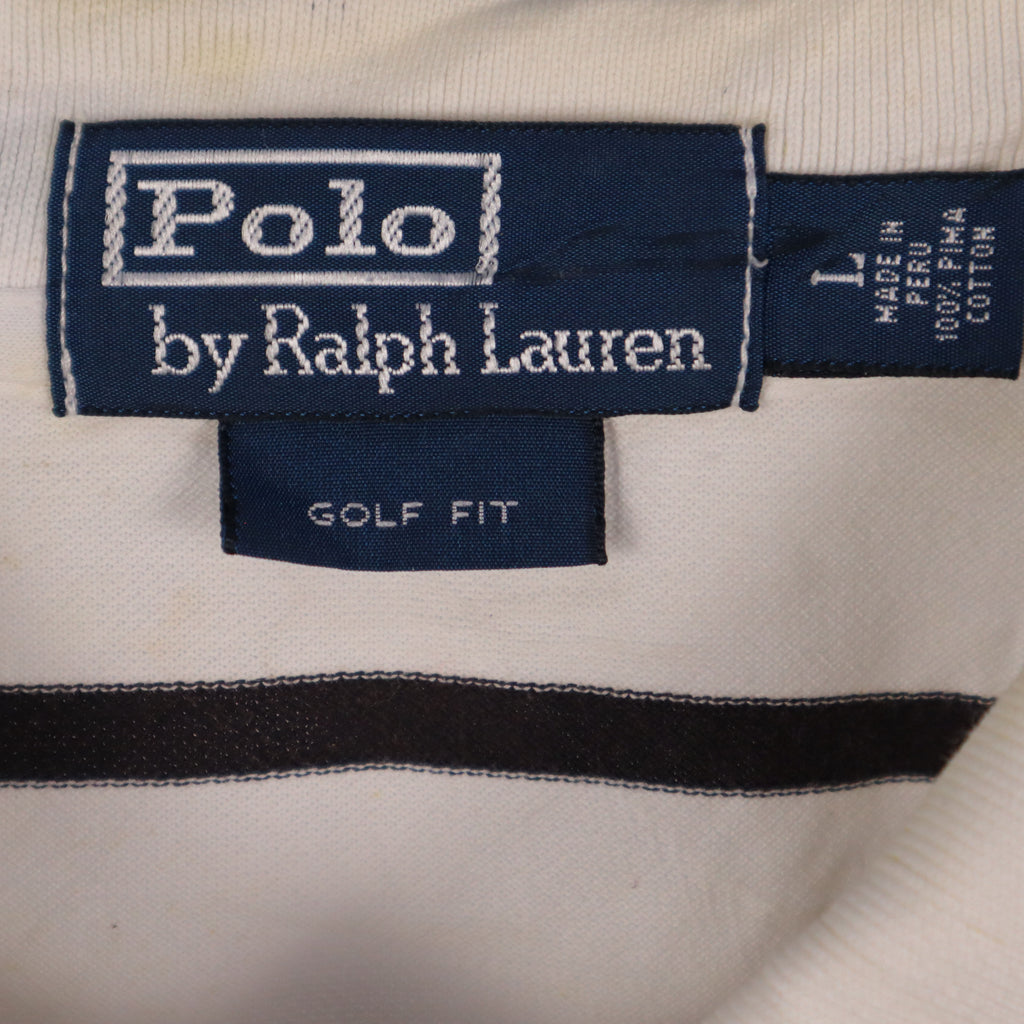 Polo
by Ralph Lauren
GOLF FIT
L
MADE IN
PERU
100% PIMA
COTTON